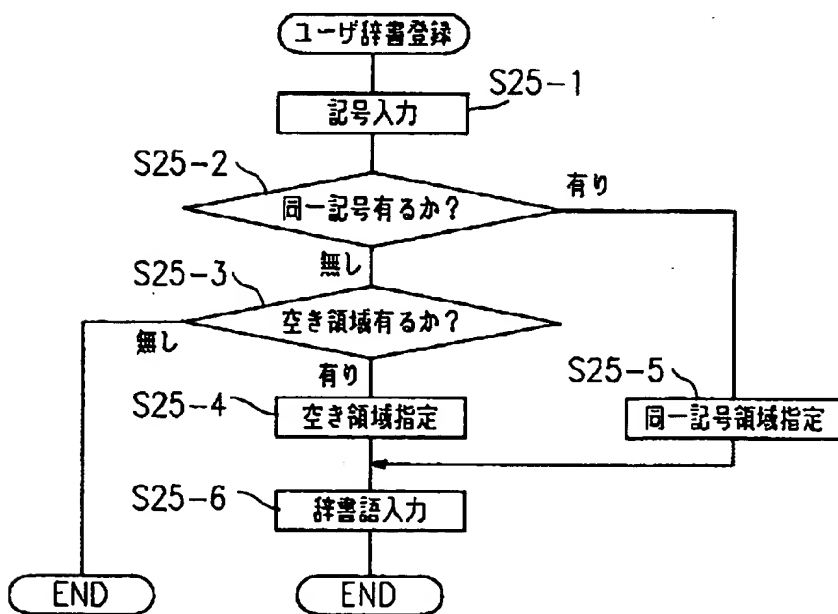 ユーザ辞書登録
S25-1
記号入力
S25-2
同一記号有るか?
有り
無し
S25-3
空き領域有るか?
無し
有り
S25-4
空き領域指定
S25-5
同一記号領域指定
S25-6
辞書語入力
END
END